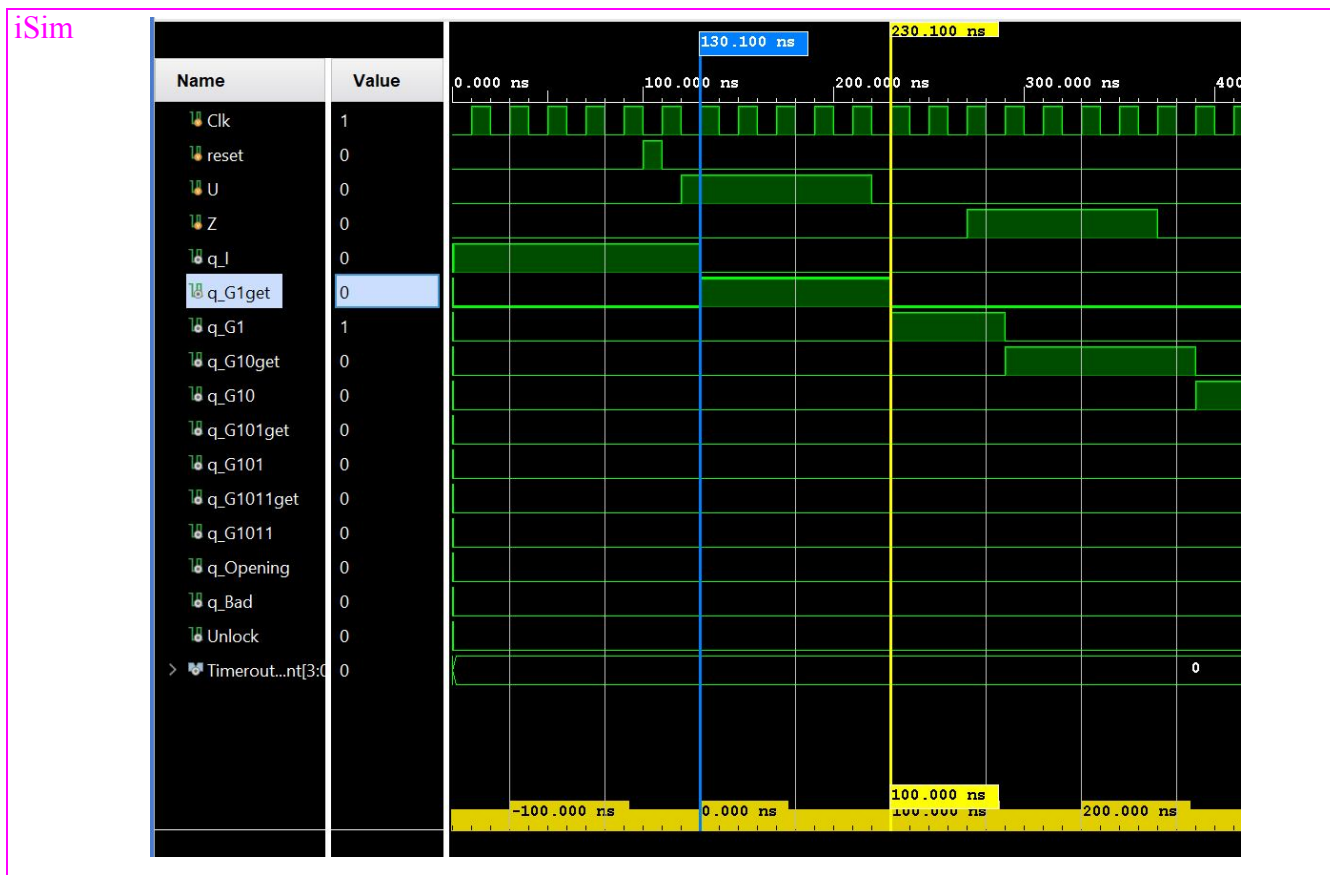 iSim
230.100 ns
130.100 ns
Name Value
0.000 ns 100.000 ns 200.000 ns 300.000 ns 400
Clk 1
reset 0
U 0
Z 0
q_I 0
q_G1get 0
q_G1 1
q_G10get 0
q_G10 0
q_G101get 0
q_G101 0
q_G1011get 0
q_G1011 0
q_Opening 0
q_Bad 0
Unlock 0
> Timerout...nt[3:0 0 0
100.000 ns
-100.000 ns 0.000 ns 100.000 ns 200.000 ns